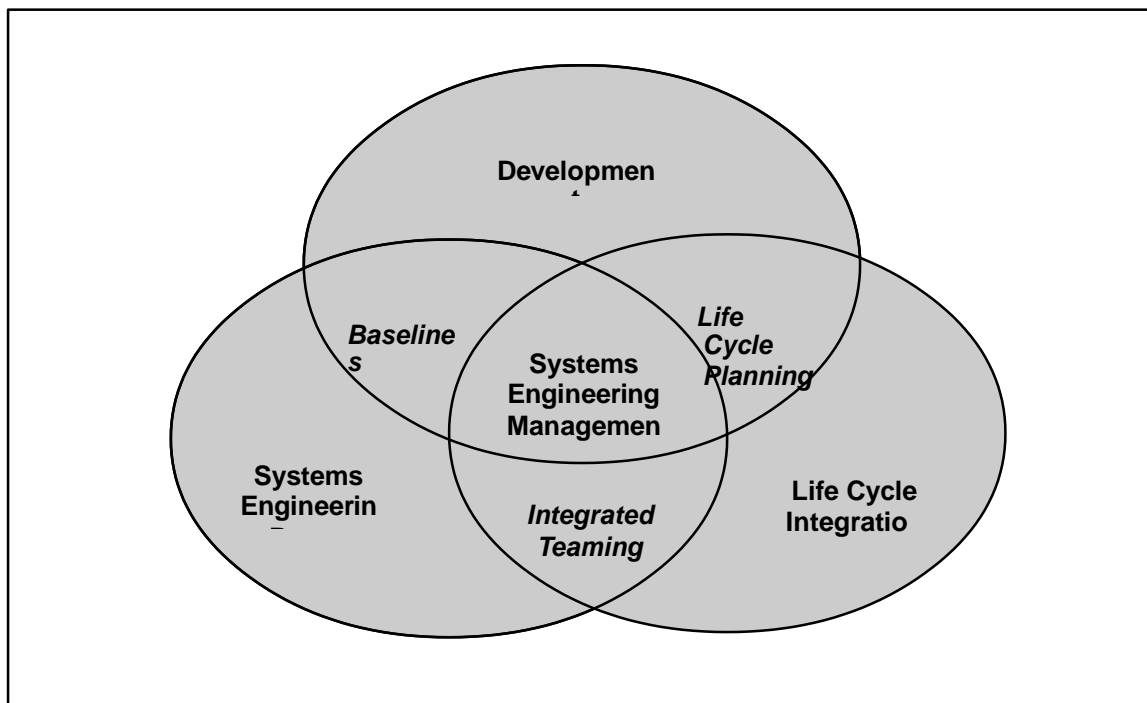 Developmen
Baseline
s
Life
Cycle
Planning
Systems
Engineering
Managemen
Systems
Engineerin
Integrated
Teaming
Life Cycle
Integratio